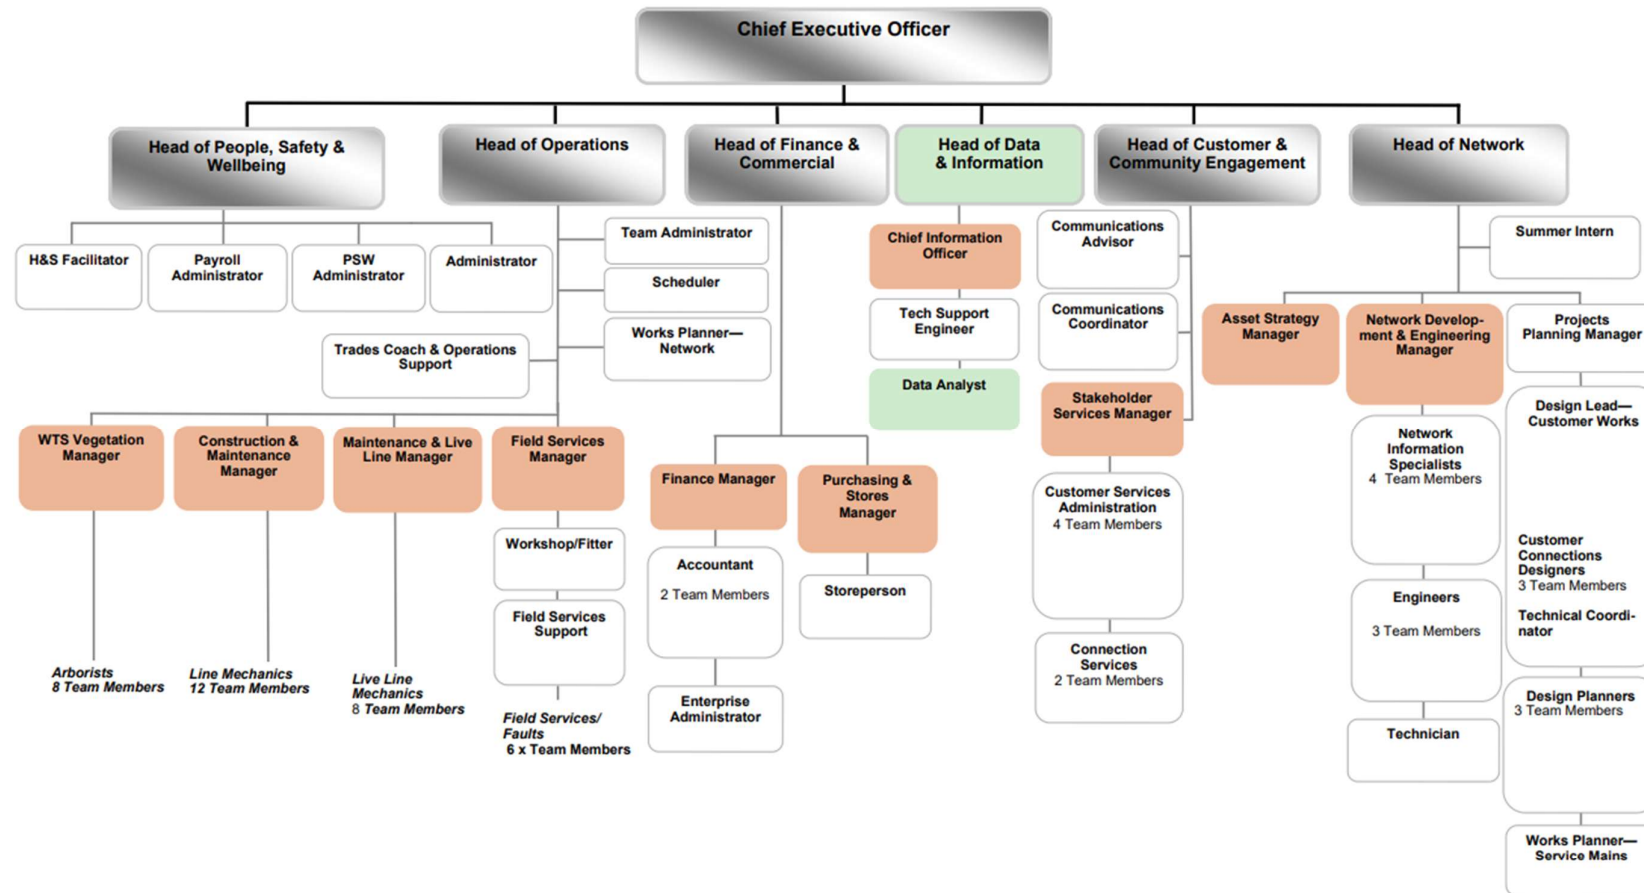 Chief Executive Officer
Head of People, Safety &
Wellbeing
Head of Operations
Head of Finance &
Commercial
Head of Data
& Information
Head of Customer &
Community Engagement
Head of Network
H&S Facilitator
Payroll
Administrator
PSW
Administrator
Administrator
Team Administrator
Scheduler
Works Planner—
Network
Trades Coach & Operations
Support
WTS Vegetation
Manager
Construction &
Maintenance
Manager
Maintenance & Live
Line Manager
Field Services
Manager
Arborists
8 Team Members
Line Mechanics
12 Team Members
Live Line
Mechanics
8 Team Members
Workshop/Fitter
Field Services
Support
Field Services/
Faults
6 x Team Members
Finance Manager
Purchasing &
Stores
Manager
Accountant
2 Team Members
Storeperson
Enterprise
Administrator
Chief Information
Officer
Tech Support
Engineer
Data Analyst
Communications
Advisor
Communications
Coordinator
Stakeholder
Services Manager
Customer Services
Administration
4 Team Members
Connection
Services
2 Team Members
Summer Intern
Asset Strategy
Manager
Network Develop-
ment & Engineering
Manager
Projects
Planning Manager
Network
Information
Specialists
4 Team Members
Engineers
3 Team Members
Technician
Design Lead—
Customer Works
Customer
Connections
Designers
3 Team Members
Technical Coordi-
nator
Design Planners
3 Team Members
Works Planner—
Service Mains